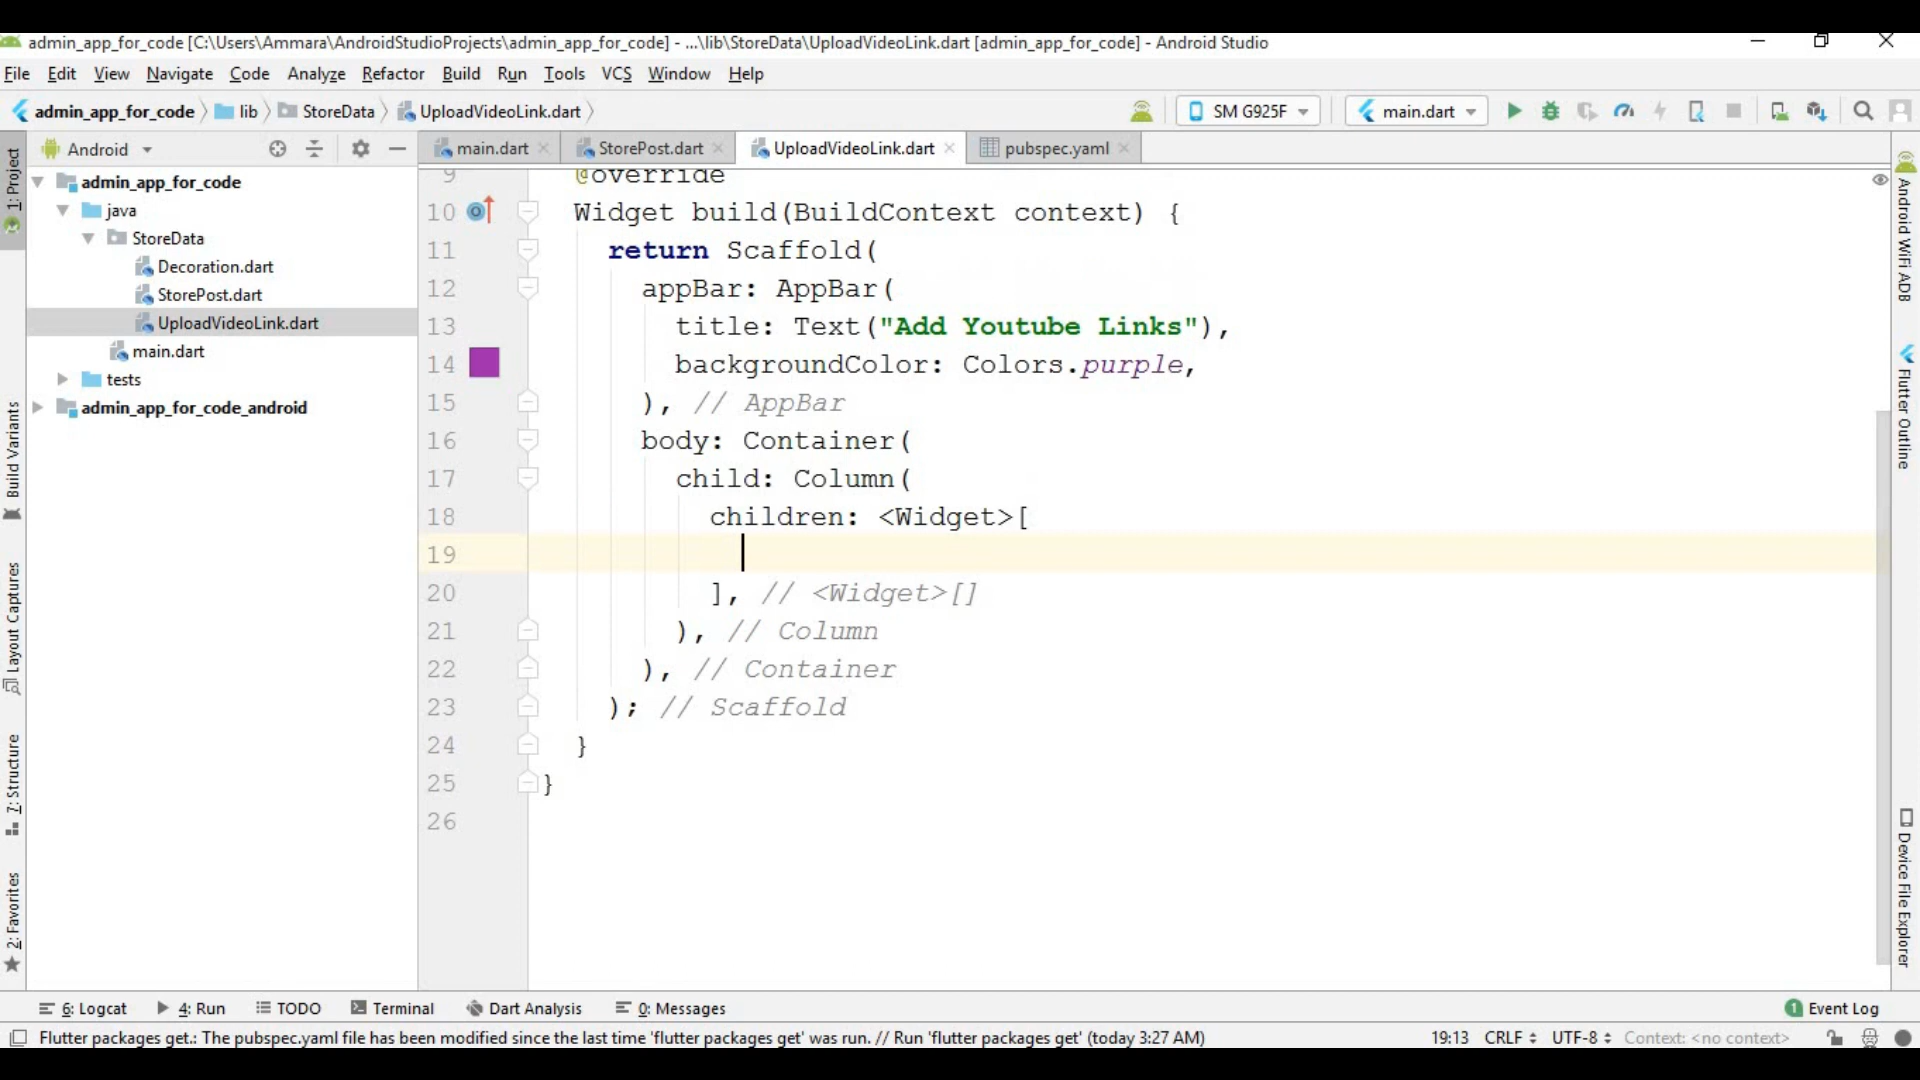 admin_app_for_code [C:\Users\Ammara\AndroidStudioProjects\admin_app_for_code] - ...\lib\StoreData\UploadVideoLink.dart [admin_app_for_code] - Android Studio
File Edit View Navigate Code Analyze Refactor Build Run Tools VCS Window Help
admin_app_for_code lib StoreData UploadVideoLink.dart SM G925F main.dart
Android main.dart StorePost.dart UploadVideoLink.dart pubspec.yaml
1: Project
Build Variants
Layout Captures
7: Structure
2: Favorites
admin_app_for_code
java
StoreData
Decoration.dart
StorePost.dart
UploadVideoLink.dart
main.dart
tests
admin_app_for_code_android
9 @override
10 Widget build(BuildContext context) {
11 return Scaffold(
12 appBar: AppBar(
13 title: Text("Add Youtube Links"),
14 backgroundColor: Colors.purple,
15 ), // AppBar
16 body: Container(
17 child: Column(
18 children: <Widget>[
19
20 ], // <Widget>[]
21 ), // Column
22 ), // Container
23 ); // Scaffold
24 }
25 }
26
Android WiFi ADB
Flutter Outline
Device File Explorer
6: Logcat 4: Run TODO Terminal Dart Analysis 0: Messages 1 Event Log
Flutter packages get.: The pubspec.yaml file has been modified since the last time 'flutter packages get' was run. // Run 'flutter packages get' (today 3:27 AM) 19:13 CRLF UTF-8 Context: <no context>